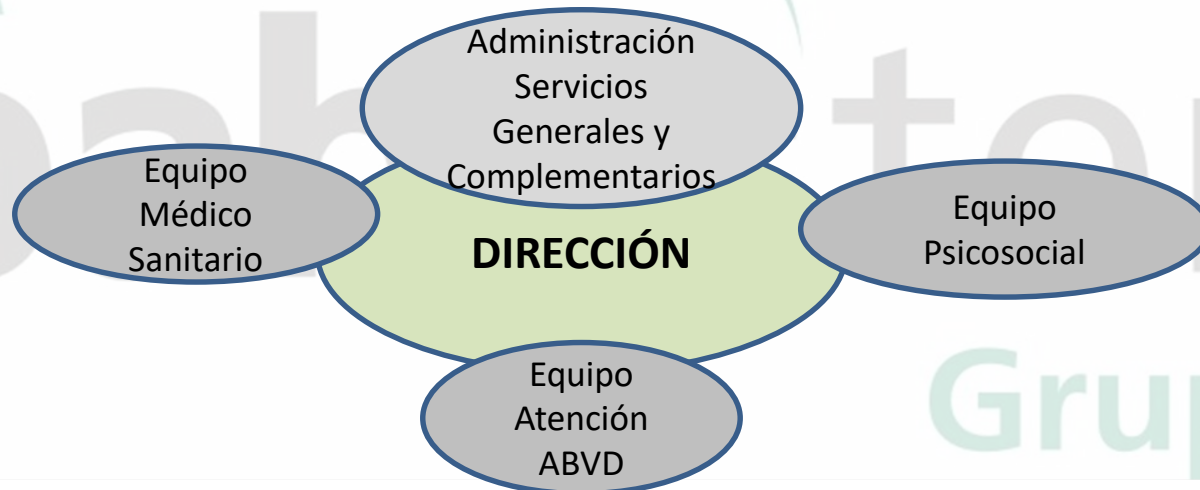 Administración
Servicios
Generales y
Complementarios
Equipo
Médico
Sanitario
DIRECCIÓN
Equipo
Psicosocial
Equipo
Atención
ABVD